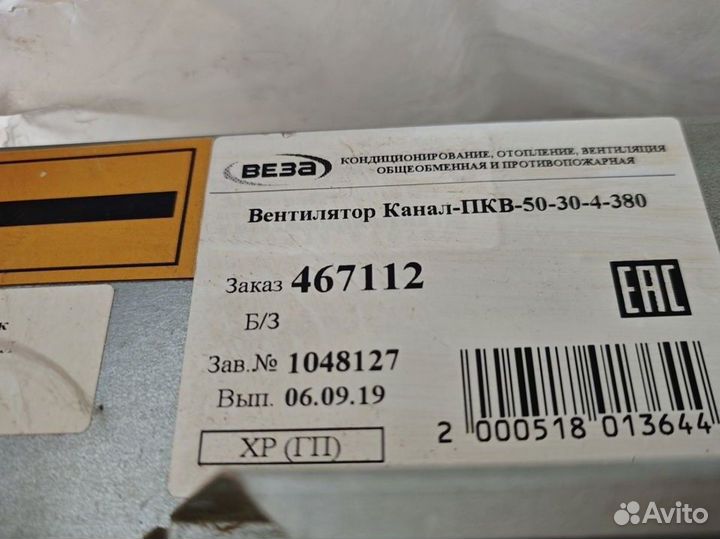 ВЕЗА
КОНДИЦИОНИРОВАНИЕ, ОТОПЛЕНИЕ, ВЕНТИЛЯЦИЯ
ОБЩЕОБМЕННАЯ И ПРОТИВОПОЖАРНАЯ
Вентилятор Канал-ПКВ-50-30-4-380
Заказ 467112
Б/З
ЕАС
Зав.№ 1048127
Вып. 06.09.19
ХР (ГП)
2 000518 013644
к
Avito